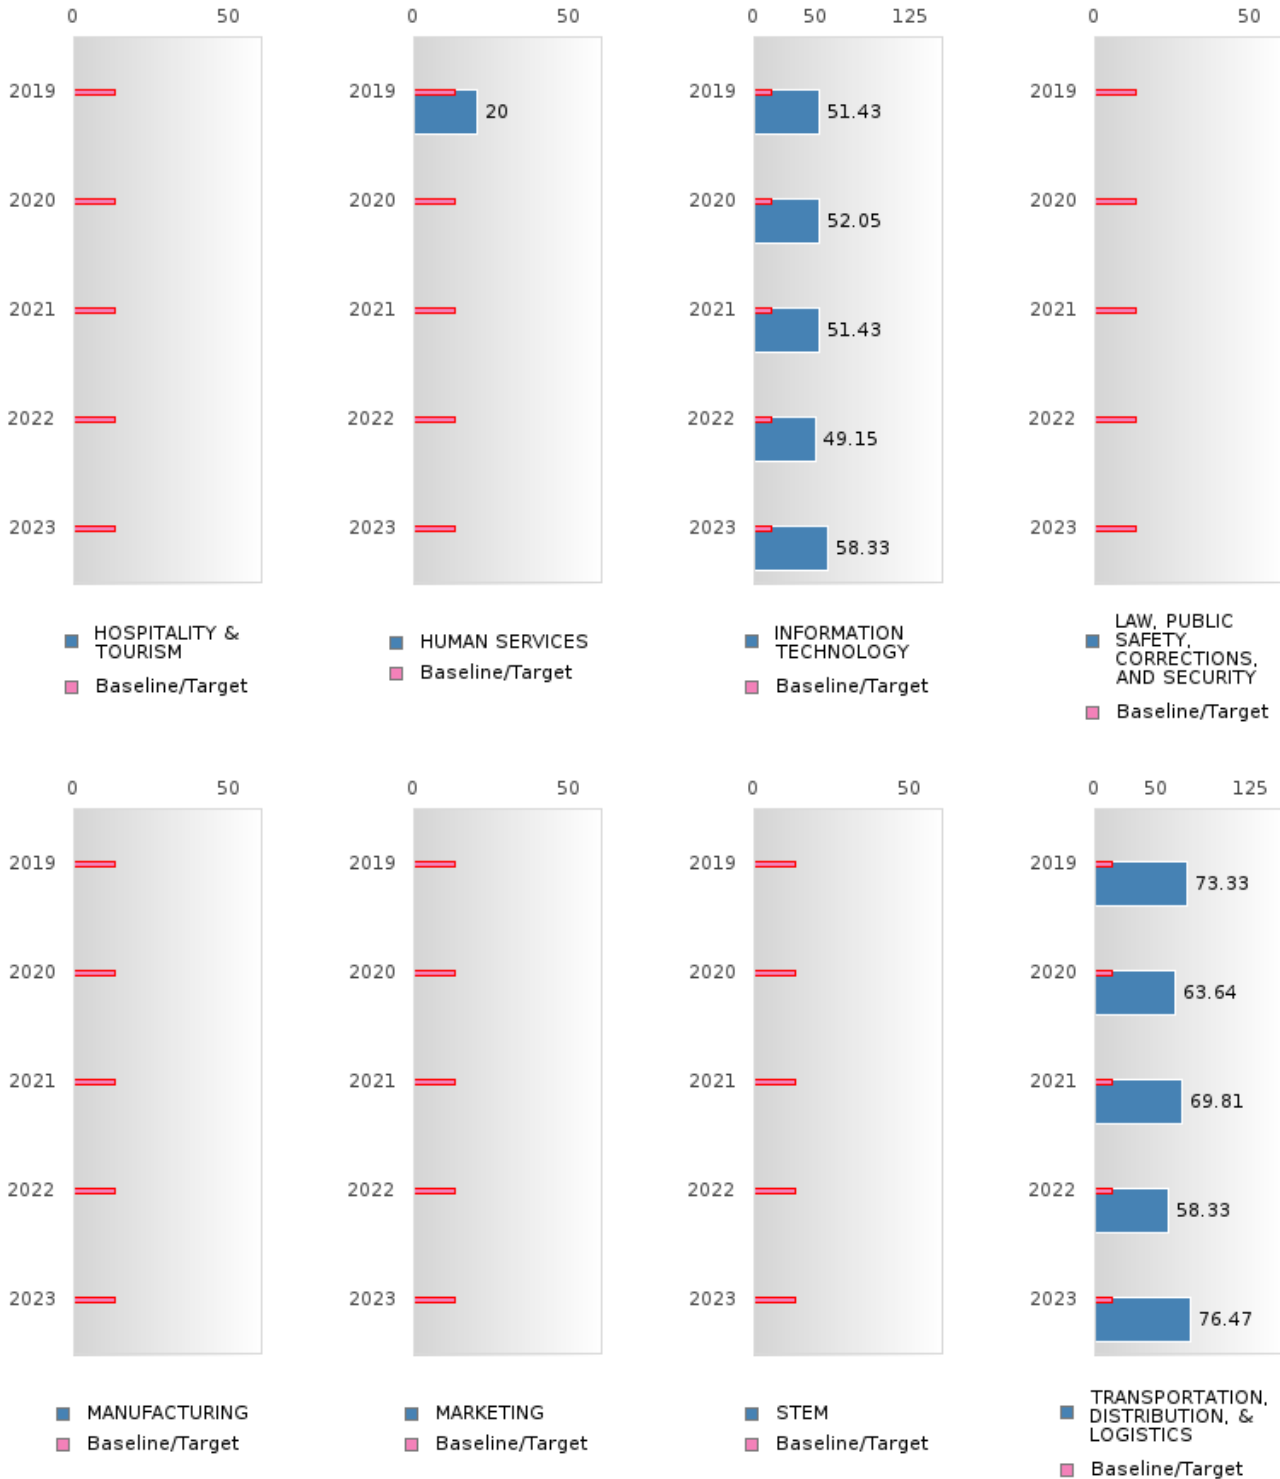 0 50
2019
2020
2021
2022
2023
HOSPITALITY &
TOURISM
Baseline/Target
0 50
2019
20
2020
2021
2022
2023
HUMAN SERVICES
Baseline/Target
0 50 125
2019
51.43
2020
52.05
2021
51.43
2022
49.15
2023
58.33
INFORMATION
TECHNOLOGY
Baseline/Target
0 50
2019
2020
2021
2022
2023
LAW, PUBLIC
SAFETY,
CORRECTIONS,
AND SECURITY
Baseline/Target
0 50
2019
2020
2021
2022
2023
MANUFACTURING
Baseline/Target
0 50
2019
2020
2021
2022
2023
MARKETING
Baseline/Target
0 50
2019
2020
2021
2022
2023
STEM
Baseline/Target
0 50 125
2019
73.33
2020
63.64
2021
69.81
2022
58.33
2023
76.47
TRANSPORTATION,
DISTRIBUTION, &
LOGISTICS
Baseline/Target